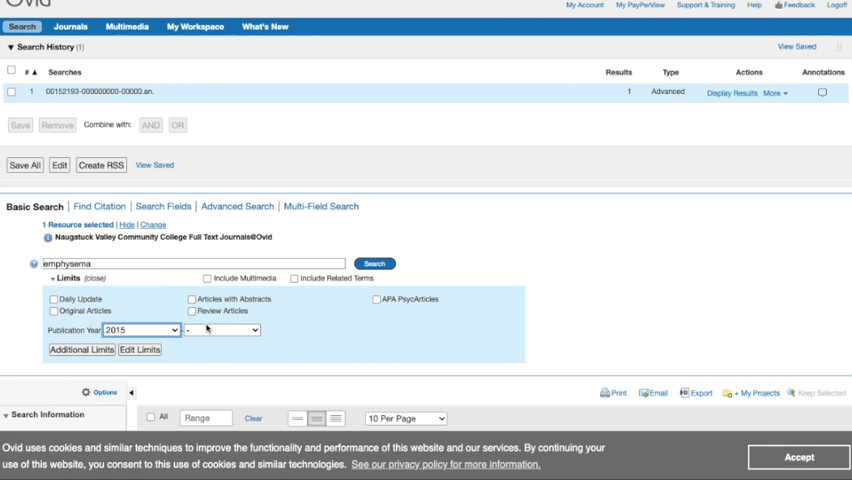 Ovid
My Account My PayPerView Support & Training Help Feedback Logoff
Search Journals Multimedia My Workspace What's New
▼ Search History (1) View Saved
# ▲ Searches Results Type Actions Annotations
1 00152193-000000000-00000.an. 1 Advanced Display Results More ▾
Save Remove Combine with: AND OR
Save All Edit Create RSS View Saved
Basic Search | Find Citation | Search Fields | Advanced Search | Multi-Field Search
1 Resource selected | Hide | Change
Naugatuck Valley Community College Full Text Journals@Ovid
emphysema Search
▾ Limits (close) Include Multimedia Include Related Terms
Daily Update Articles with Abstracts APA PsycArticles
Original Articles Review Articles
Publication Year 2015 - -
Additional Limits Edit Limits
Options Print Email Export + My Projects Keep Selected
▾ Search Information All Range Clear 10 Per Page
Ovid uses cookies and similar techniques to improve the functionality and performance of this website and our services. By continuing your
use of this website, you consent to this use of cookies and similar technologies. See our privacy policy for more information.
Accept